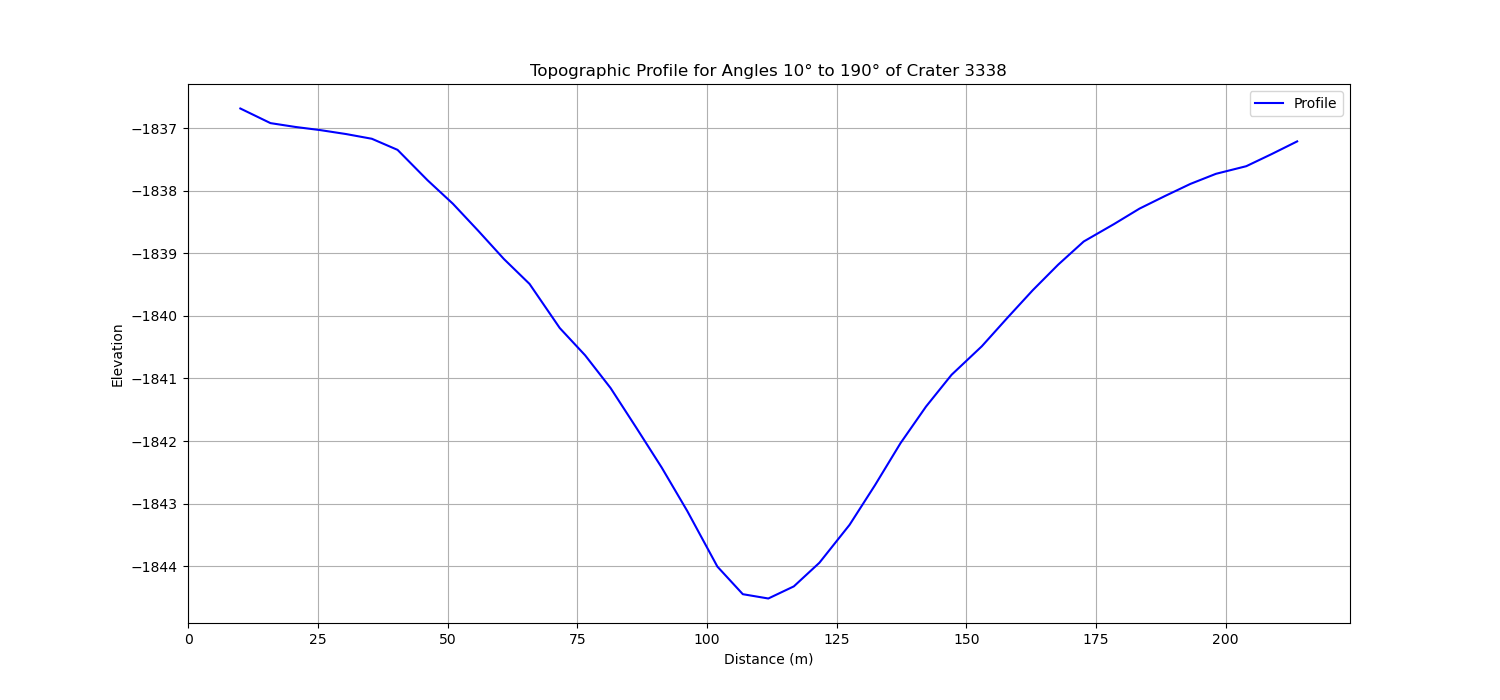 Topographic Profile for Angles 10° to 190° of Crater 3338
Profile
−1837
−1838
−1839
−1840
−1841
−1842
−1843
−1844
Elevation
0 25 50 75 100 125 150 175 200
Distance (m)